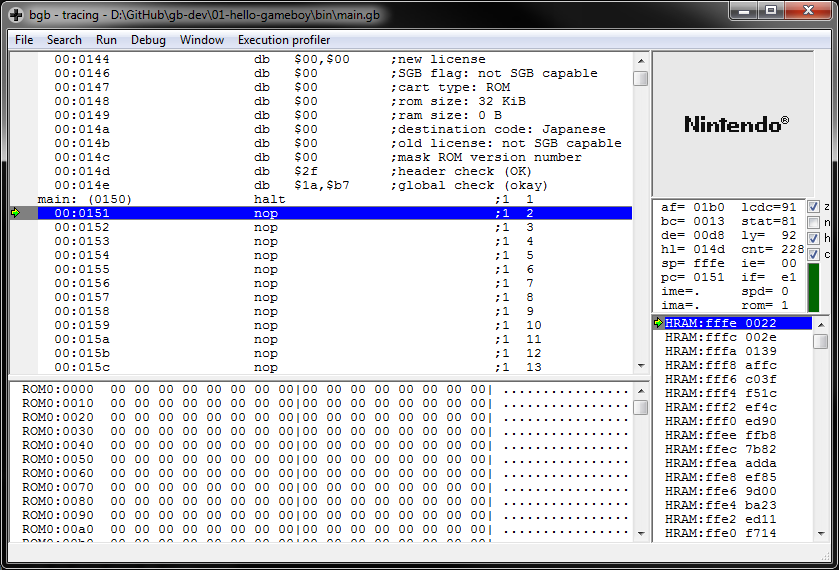 bgb - tracing - D:\GitHub\gb-dev\01-hello-gameboy\bin\main.gb
File Search Run Debug Window Execution profiler
00:0144 db $00,$00 ;new license
00:0146 db $00 ;SGB flag: not SGB capable
00:0147 db $00 ;cart type: ROM
00:0148 db $00 ;rom size: 32 KiB
00:0149 db $00 ;ram size: 0 B
00:014a db $00 ;destination code: Japanese
00:014b db $00 ;old license: not SGB capable
00:014c db $00 ;mask ROM version number
00:014d db $2f ;header check (OK)
00:014e db $1a,$b7 ;global check (okay)
main: (0150) halt ;1 1
00:0151 nop ;1 2
00:0152 nop ;1 3
00:0153 nop ;1 4
00:0154 nop ;1 5
00:0155 nop ;1 6
00:0156 nop ;1 7
00:0157 nop ;1 8
00:0158 nop ;1 9
00:0159 nop ;1 10
00:015a nop ;1 11
00:015b nop ;1 12
00:015c nop ;1 13
Nintendo®
af= 01b0 lcdc=91 z
bc= 0013 stat=81 n
de= 00d8 ly= 92 h
hl= 014d cnt= 228 c
sp= fffe ie= 00
pc= 0151 if= e1
ime=. spd= 0
ima=. rom= 1
ROM0:0000 00 00 00 00 00 00 00 00|00 00 00 00 00 00 00 00| ................
ROM0:0010 00 00 00 00 00 00 00 00|00 00 00 00 00 00 00 00| ................
ROM0:0020 00 00 00 00 00 00 00 00|00 00 00 00 00 00 00 00| ................
ROM0:0030 00 00 00 00 00 00 00 00|00 00 00 00 00 00 00 00| ................
ROM0:0040 00 00 00 00 00 00 00 00|00 00 00 00 00 00 00 00| ................
ROM0:0050 00 00 00 00 00 00 00 00|00 00 00 00 00 00 00 00| ................
ROM0:0060 00 00 00 00 00 00 00 00|00 00 00 00 00 00 00 00| ................
ROM0:0070 00 00 00 00 00 00 00 00|00 00 00 00 00 00 00 00| ................
ROM0:0080 00 00 00 00 00 00 00 00|00 00 00 00 00 00 00 00| ................
ROM0:0090 00 00 00 00 00 00 00 00|00 00 00 00 00 00 00 00| ................
ROM0:00a0 00 00 00 00 00 00 00 00|00 00 00 00 00 00 00 00| ................
ROM0:00b0 00 00 00 00 00 00 00 00|00 00 00 00 00 00 00 00| ................
HRAM:fffe 0022
HRAM:fffc 002e
HRAM:fffa 0139
HRAM:fff8 affc
HRAM:fff6 c03f
HRAM:fff4 f51c
HRAM:fff2 ef4c
HRAM:fff0 ed90
HRAM:ffee ffb8
HRAM:ffec 7b82
HRAM:ffea adda
HRAM:ffe8 ef85
HRAM:ffe6 9d00
HRAM:ffe4 ba23
HRAM:ffe2 ed11
HRAM:ffe0 f714